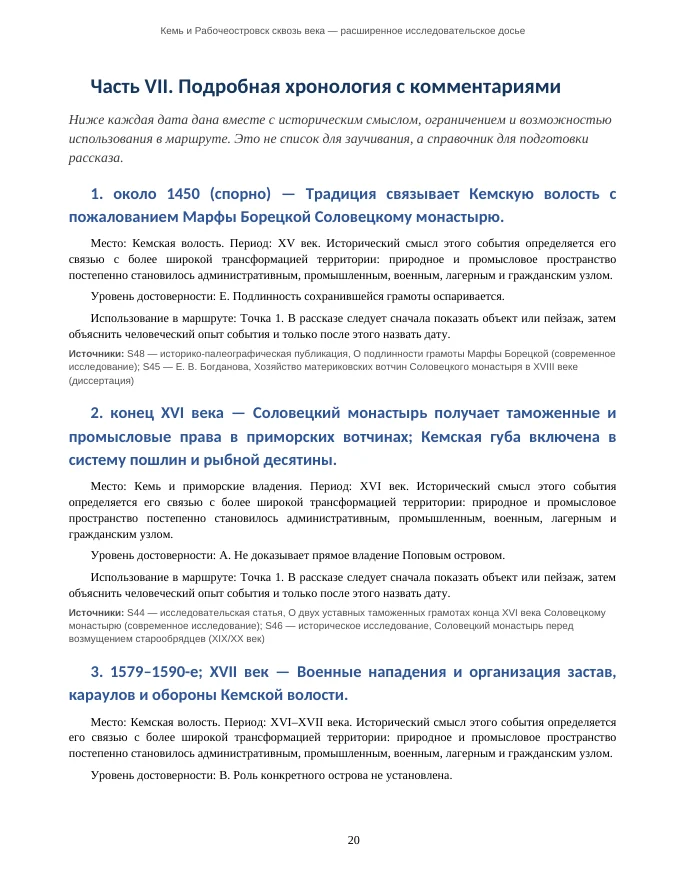 Кемь и Рабочеостровск сквозь века — расширенное исследовательское досье
Часть VII. Подробная хронология с комментариями
Ниже каждая дата дана вместе с историческим смыслом, ограничением и возможностью
использования в маршруте. Это не список для заучивания, а справочник для подготовки
рассказа.
1. около 1450 (спорно) — Традиция связывает Кемскую волость с
пожалованием Марфы Борецкой Соловецкому монастырю.
Место: Кемская волость. Период: XV век. Исторический смысл этого события определяется его
связью с более широкой трансформацией территории: природное и промысловое пространство
постепенно становилось административным, промышленным, военным, лагерным и гражданским узлом.
Уровень достоверности: E. Подлинность сохранившейся грамоты оспаривается.
Использование в маршруте: Точка 1. В рассказе следует сначала показать объект или пейзаж, затем
объяснить человеческий опыт события и только после этого назвать дату.
Источники: S48 — историко-палеографическая публикация, О подлинности грамоты Марфы Борецкой (современное
исследование); S45 — Е. В. Богданова, Хозяйство материковских вотчин Соловецкого монастыря в XVIII веке
(диссертация)
2. конец XVI века — Соловецкий монастырь получает таможенные и
промысловые права в приморских вотчинах; Кемская губа включена в
систему пошлин и рыбной десятины.
Место: Кемь и приморские владения. Период: XVI век. Исторический смысл этого события
определяется его связью с более широкой трансформацией территории: природное и промысловое
пространство постепенно становилось административным, промышленным, военным, лагерным и
гражданским узлом.
Уровень достоверности: A. Не доказывает прямое владение Поповым островом.
Использование в маршруте: Точка 1. В рассказе следует сначала показать объект или пейзаж, затем
объяснить человеческий опыт события и только после этого назвать дату.
Источники: S44 — исследовательская статья, О двух уставных таможенных грамотах конца XVI века Соловецкому
монастырю (современное исследование); S46 — историческое исследование, Соловецкий монастырь перед
возмущением старообрядцев (XIX/XX век)
3. 1579–1590-е; XVII век — Военные нападения и организация застав,
караулов и обороны Кемской волости.
Место: Кемская волость. Период: XVI–XVII века. Исторический смысл этого события определяется
его связью с более широкой трансформацией территории: природное и промысловое пространство
постепенно становилось административным, промышленным, военным, лагерным и гражданским узлом.
Уровень достоверности: B. Роль конкретного острова не установлена.
20